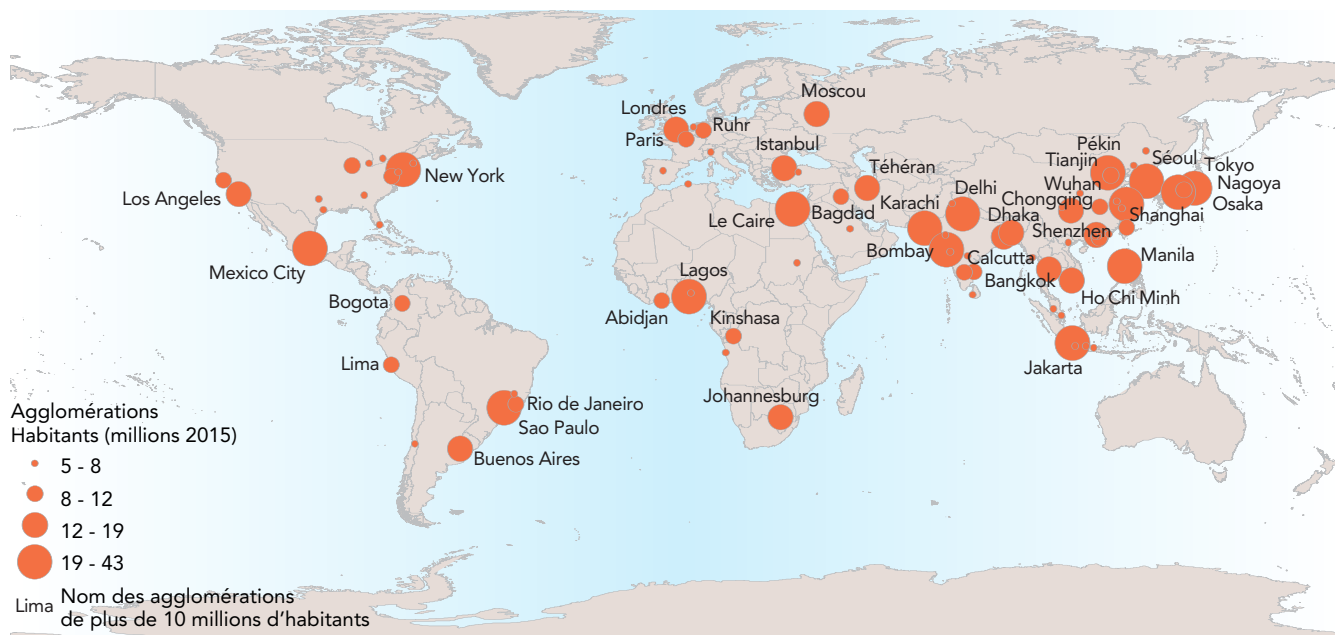 Moscou
Londres
Ruhr
Paris
Istanbul
Téhéran
Pékin
Tianjin
Séoul
Tokyo
Nagoya
Osaka
Wuhan
Chongqing
Shanghai
Shenzhen
Delhi
Karachi
Dhaka
Los Angeles
New York
Le Caire
Bagdad
Bombay
Calcutta
Manila
Bangkok
Ho Chi Minh
Mexico City
Lagos
Bogota
Abidjan
Kinshasa
Lima
Jakarta
Johannesburg
Rio de Janeiro
Sao Paulo
Buenos Aires
Agglomérations
Habitants (millions 2015)
5 - 8
8 - 12
12 - 19
19 - 43
Lima Nom des agglomérations
de plus de 10 millions d’habitants